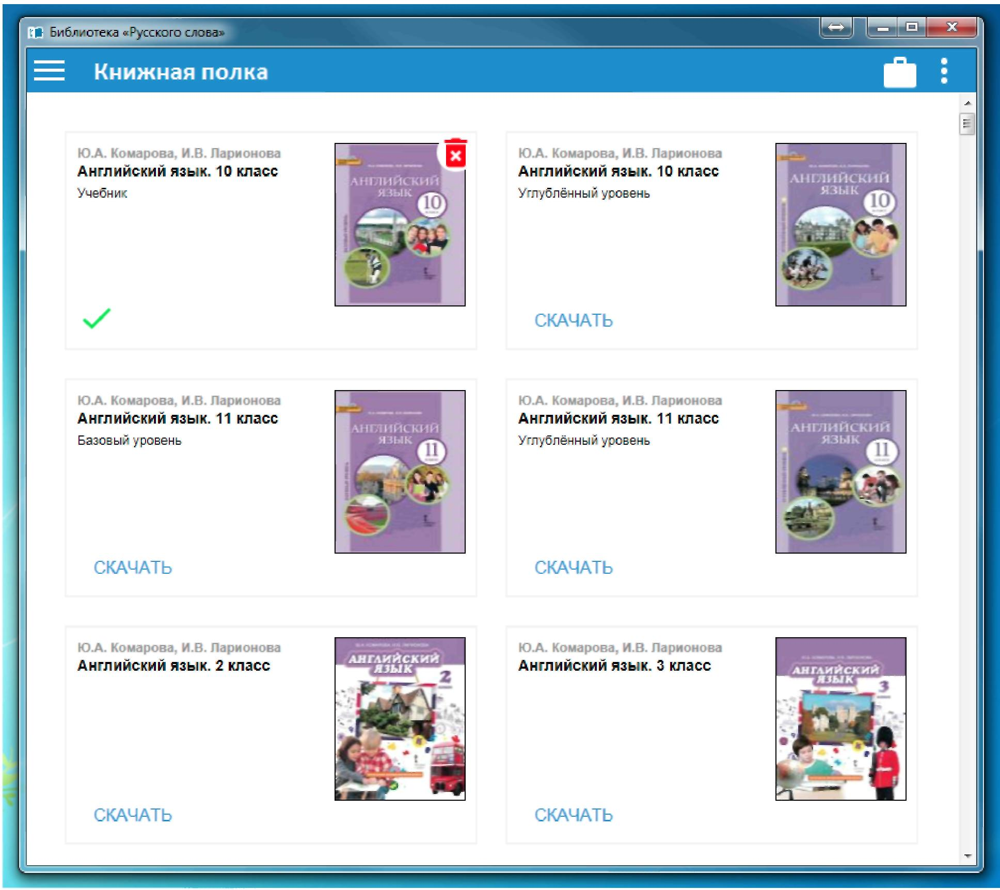 Библиотека «Русского слова»
Книжная полка
Ю.А. Комарова, И.В. Ларионова
Английский язык. 10 класс
Учебник
АНГЛИЙСКИЙ
ЯЗЫК
10
Ю.А. Комарова, И.В. Ларионова
Английский язык. 10 класс
Углублённый уровень
АНГЛИЙСКИЙ
ЯЗЫК
10
СКАЧАТЬ
Ю.А. Комарова, И.В. Ларионова
Английский язык. 11 класс
Базовый уровень
АНГЛИЙСКИЙ
ЯЗЫК
11
СКАЧАТЬ
Ю.А. Комарова, И.В. Ларионова
Английский язык. 11 класс
Углублённый уровень
АНГЛИЙСКИЙ
ЯЗЫК
11
СКАЧАТЬ
Ю.А. Комарова, И.В. Ларионова
Английский язык. 2 класс
АНГЛИЙСКИЙ
ЯЗЫК
2
СКАЧАТЬ
Ю.А. Комарова, И.В. Ларионова
Английский язык. 3 класс
АНГЛИЙСКИЙ
ЯЗЫК
3
СКАЧАТЬ